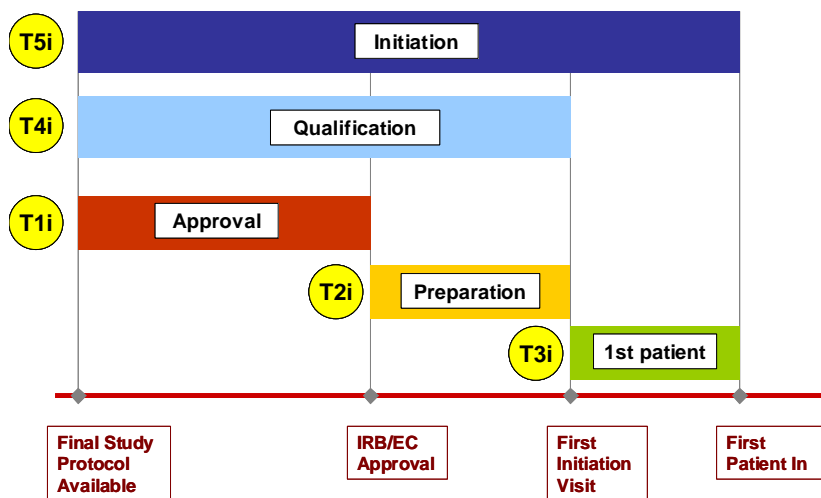 T5i
Initiation
T4i
Qualification
T1i
Approval
T2i
Preparation
T3i
1st patient
Final Study
Protocol
Available
IRB/EC
Approval
First
Initiation
Visit
First
Patient In